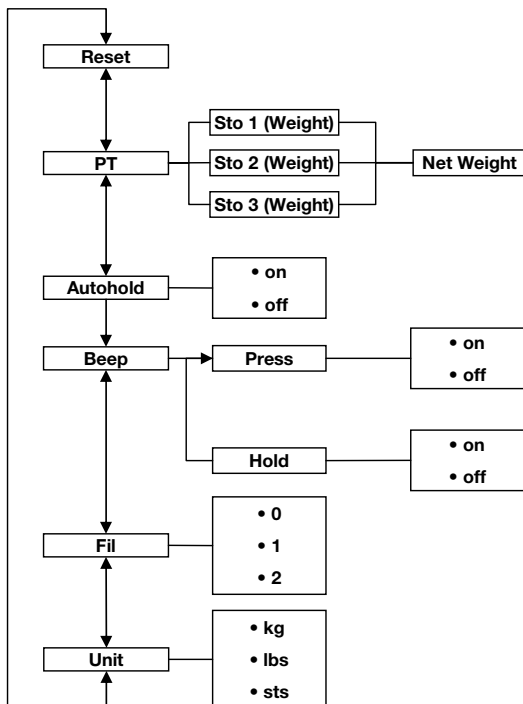 Reset
Sto 1 (Weight)
PT
Sto 2 (Weight)
Net Weight
Sto 3 (Weight)
Autohold
• on
• off
Beep
Press
• on
• off
Hold
• on
• off
Fil
• 0
• 1
• 2
Unit
• kg
• lbs
• sts